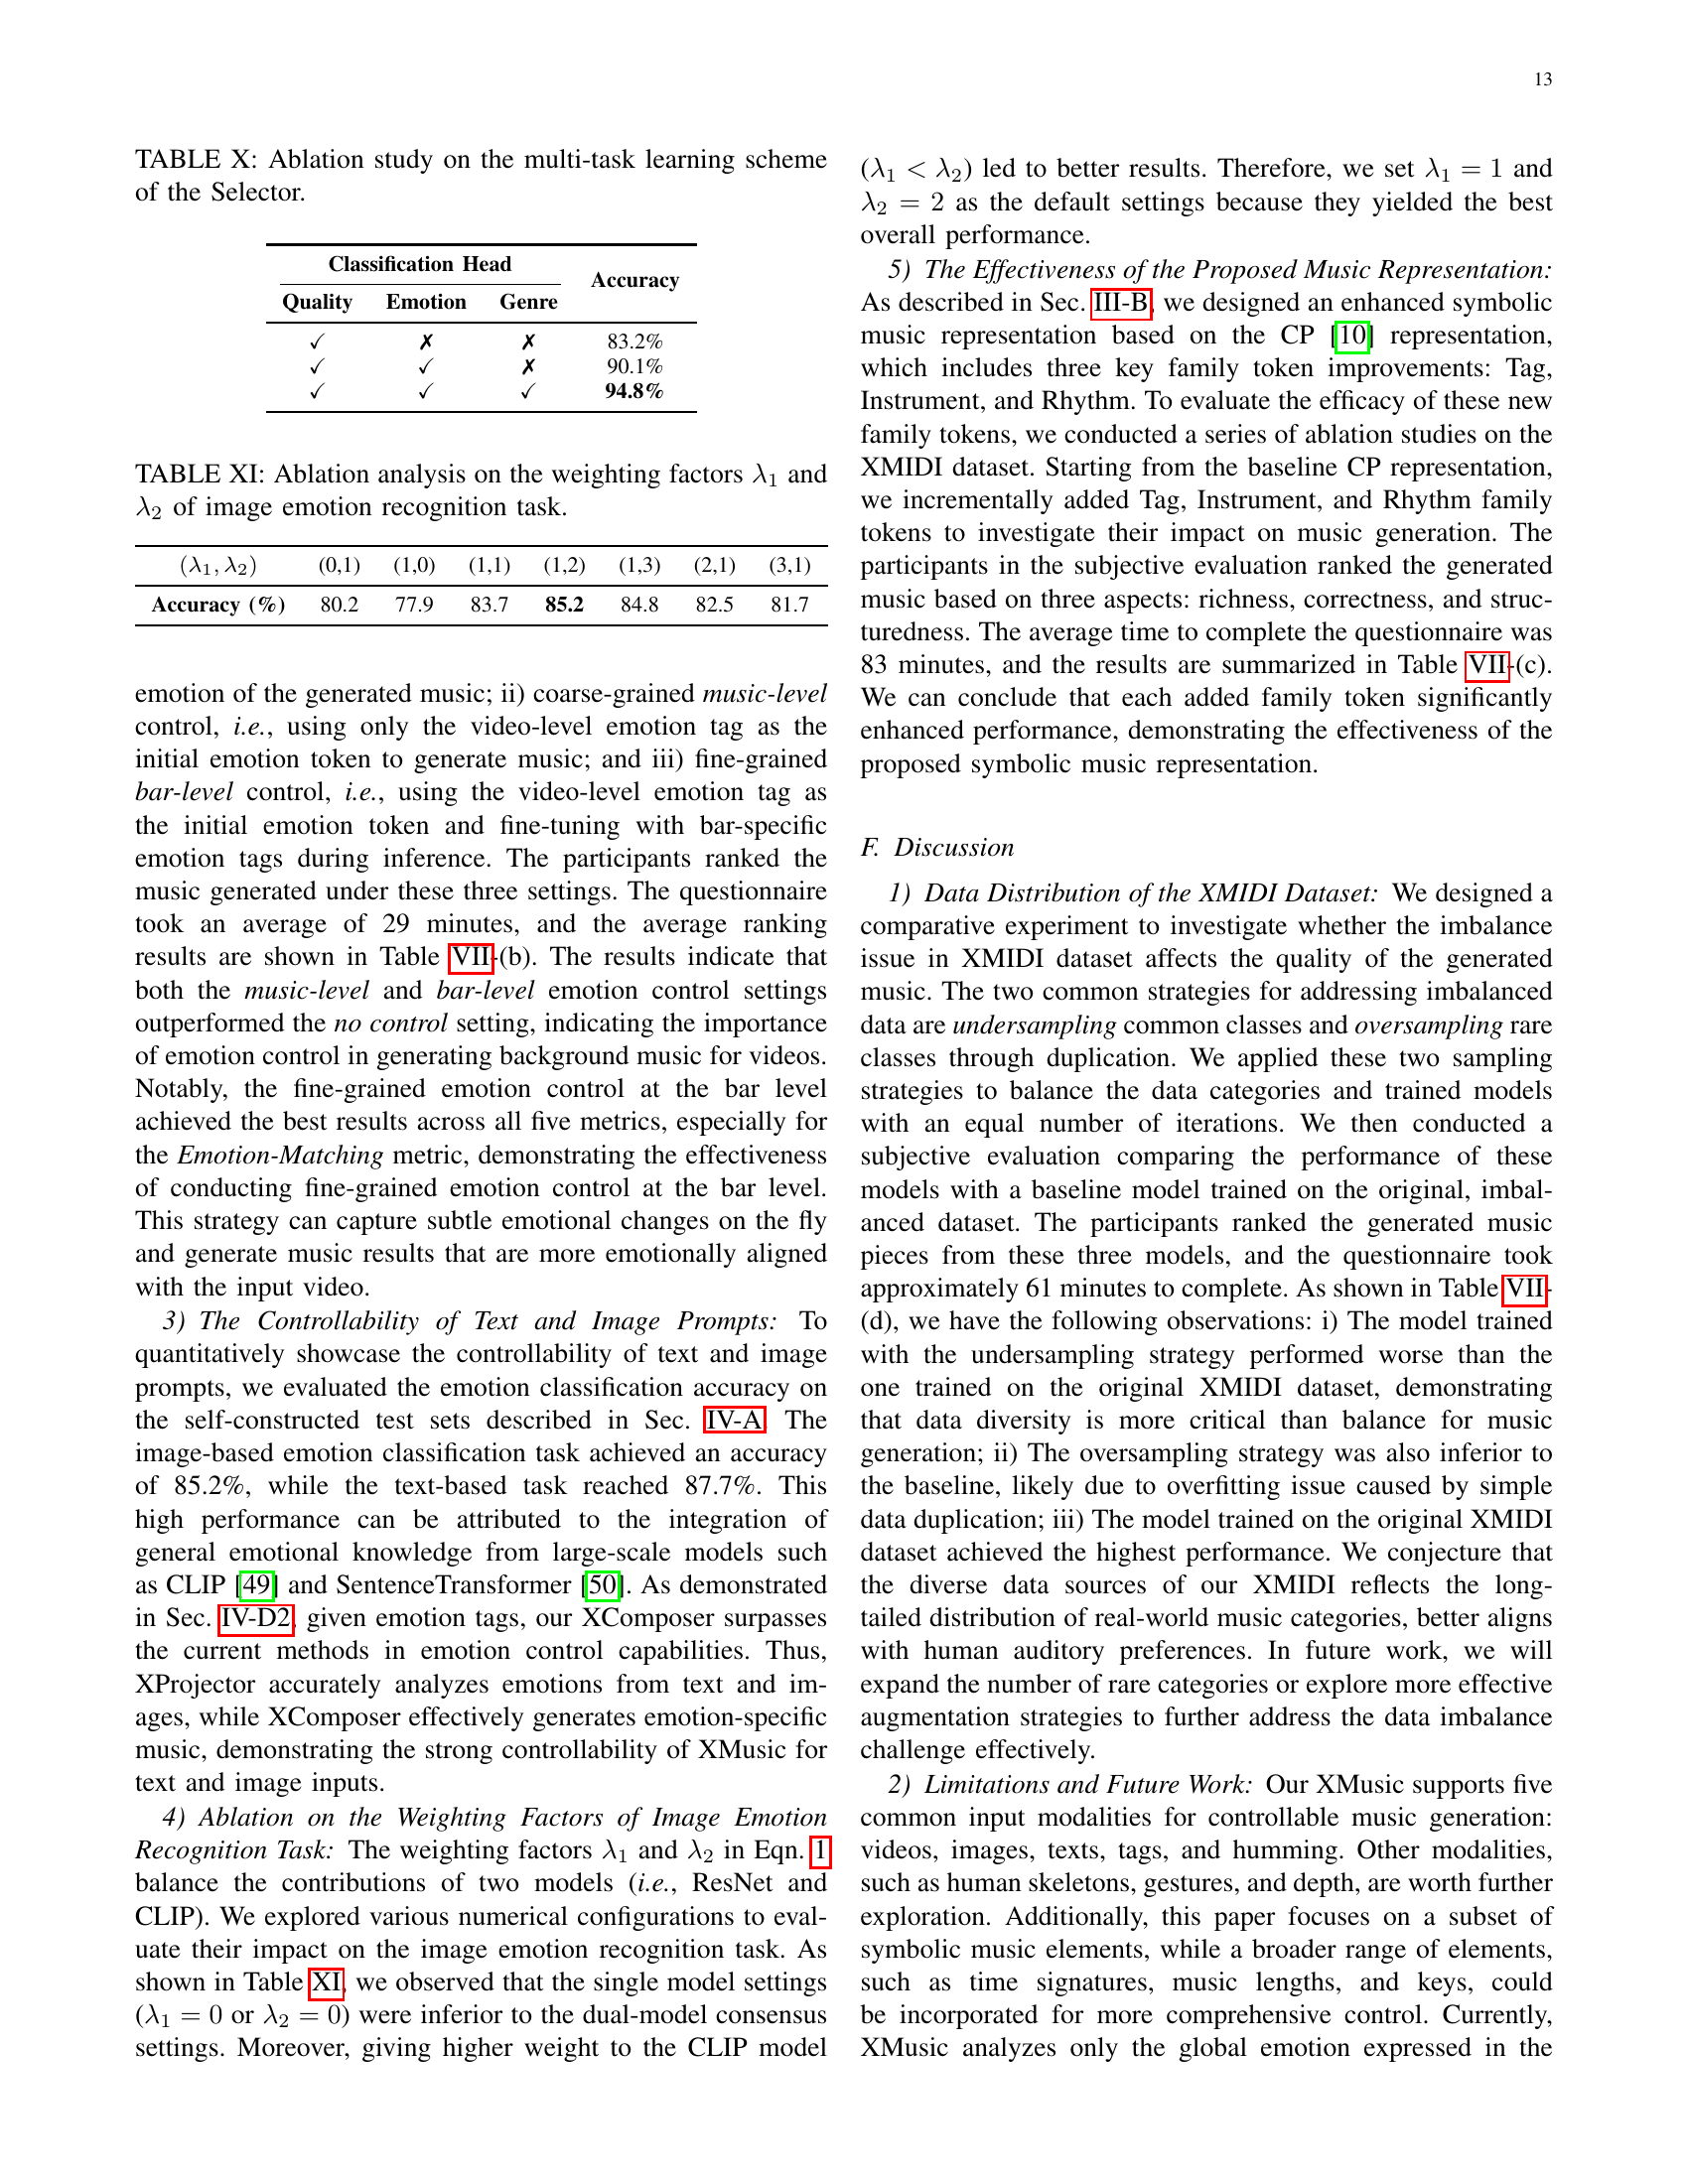 13
TABLE X: Ablation study on the multi-task learning scheme
of the Selector.
Classification Head Accuracy
Quality Emotion Genre
✓ ✗ ✗ 83.2%
✓ ✓ ✗ 90.1%
✓ ✓ ✓ 94.8%
TABLE XI: Ablation analysis on the weighting factors λ1 and
λ2 of image emotion recognition task.
(λ1, λ2) (0,1) (1,0) (1,1) (1,2) (1,3) (2,1) (3,1)
Accuracy (%) 80.2 77.9 83.7 85.2 84.8 82.5 81.7
emotion of the generated music; ii) coarse-grained music-level
control, i.e., using only the video-level emotion tag as the
initial emotion token to generate music; and iii) fine-grained
bar-level control, i.e., using the video-level emotion tag as
the initial emotion token and fine-tuning with bar-specific
emotion tags during inference. The participants ranked the
music generated under these three settings. The questionnaire
took an average of 29 minutes, and the average ranking
results are shown in Table VII-(b). The results indicate that
both the music-level and bar-level emotion control settings
outperformed the no control setting, indicating the importance
of emotion control in generating background music for videos.
Notably, the fine-grained emotion control at the bar level
achieved the best results across all five metrics, especially for
the Emotion-Matching metric, demonstrating the effectiveness
of conducting fine-grained emotion control at the bar level.
This strategy can capture subtle emotional changes on the fly
and generate music results that are more emotionally aligned
with the input video.
3) The Controllability of Text and Image Prompts: To
quantitatively showcase the controllability of text and image
prompts, we evaluated the emotion classification accuracy on
the self-constructed test sets described in Sec. IV-A. The
image-based emotion classification task achieved an accuracy
of 85.2%, while the text-based task reached 87.7%. This
high performance can be attributed to the integration of
general emotional knowledge from large-scale models such
as CLIP [49] and SentenceTransformer [50]. As demonstrated
in Sec. IV-D2, given emotion tags, our XComposer surpasses
the current methods in emotion control capabilities. Thus,
XProjector accurately analyzes emotions from text and im-
ages, while XComposer effectively generates emotion-specific
music, demonstrating the strong controllability of XMusic for
text and image inputs.
4) Ablation on the Weighting Factors of Image Emotion
Recognition Task: The weighting factors λ1 and λ2 in Eqn. 1
balance the contributions of two models (i.e., ResNet and
CLIP). We explored various numerical configurations to eval-
uate their impact on the image emotion recognition task. As
shown in Table XI, we observed that the single model settings
(λ1 = 0 or λ2 = 0) were inferior to the dual-model consensus
settings. Moreover, giving higher weight to the CLIP model
(λ1 < λ2) led to better results. Therefore, we set λ1 = 1 and
λ2 = 2 as the default settings because they yielded the best
overall performance.
5) The Effectiveness of the Proposed Music Representation:
As described in Sec. III-B, we designed an enhanced symbolic
music representation based on the CP [10] representation,
which includes three key family token improvements: Tag,
Instrument, and Rhythm. To evaluate the efficacy of these new
family tokens, we conducted a series of ablation studies on the
XMIDI dataset. Starting from the baseline CP representation,
we incrementally added Tag, Instrument, and Rhythm family
tokens to investigate their impact on music generation. The
participants in the subjective evaluation ranked the generated
music based on three aspects: richness, correctness, and struc-
turedness. The average time to complete the questionnaire was
83 minutes, and the results are summarized in Table VII-(c).
We can conclude that each added family token significantly
enhanced performance, demonstrating the effectiveness of the
proposed symbolic music representation.
F. Discussion
1) Data Distribution of the XMIDI Dataset: We designed a
comparative experiment to investigate whether the imbalance
issue in XMIDI dataset affects the quality of the generated
music. The two common strategies for addressing imbalanced
data are undersampling common classes and oversampling rare
classes through duplication. We applied these two sampling
strategies to balance the data categories and trained models
with an equal number of iterations. We then conducted a
subjective evaluation comparing the performance of these
models with a baseline model trained on the original, imbal-
anced dataset. The participants ranked the generated music
pieces from these three models, and the questionnaire took
approximately 61 minutes to complete. As shown in Table VII-
(d), we have the following observations: i) The model trained
with the undersampling strategy performed worse than the
one trained on the original XMIDI dataset, demonstrating
that data diversity is more critical than balance for music
generation; ii) The oversampling strategy was also inferior to
the baseline, likely due to overfitting issue caused by simple
data duplication; iii) The model trained on the original XMIDI
dataset achieved the highest performance. We conjecture that
the diverse data sources of our XMIDI reflects the long-
tailed distribution of real-world music categories, better aligns
with human auditory preferences. In future work, we will
expand the number of rare categories or explore more effective
augmentation strategies to further address the data imbalance
challenge effectively.
2) Limitations and Future Work: Our XMusic supports five
common input modalities for controllable music generation:
videos, images, texts, tags, and humming. Other modalities,
such as human skeletons, gestures, and depth, are worth further
exploration. Additionally, this paper focuses on a subset of
symbolic music elements, while a broader range of elements,
such as time signatures, music lengths, and keys, could
be incorporated for more comprehensive control. Currently,
XMusic analyzes only the global emotion expressed in the